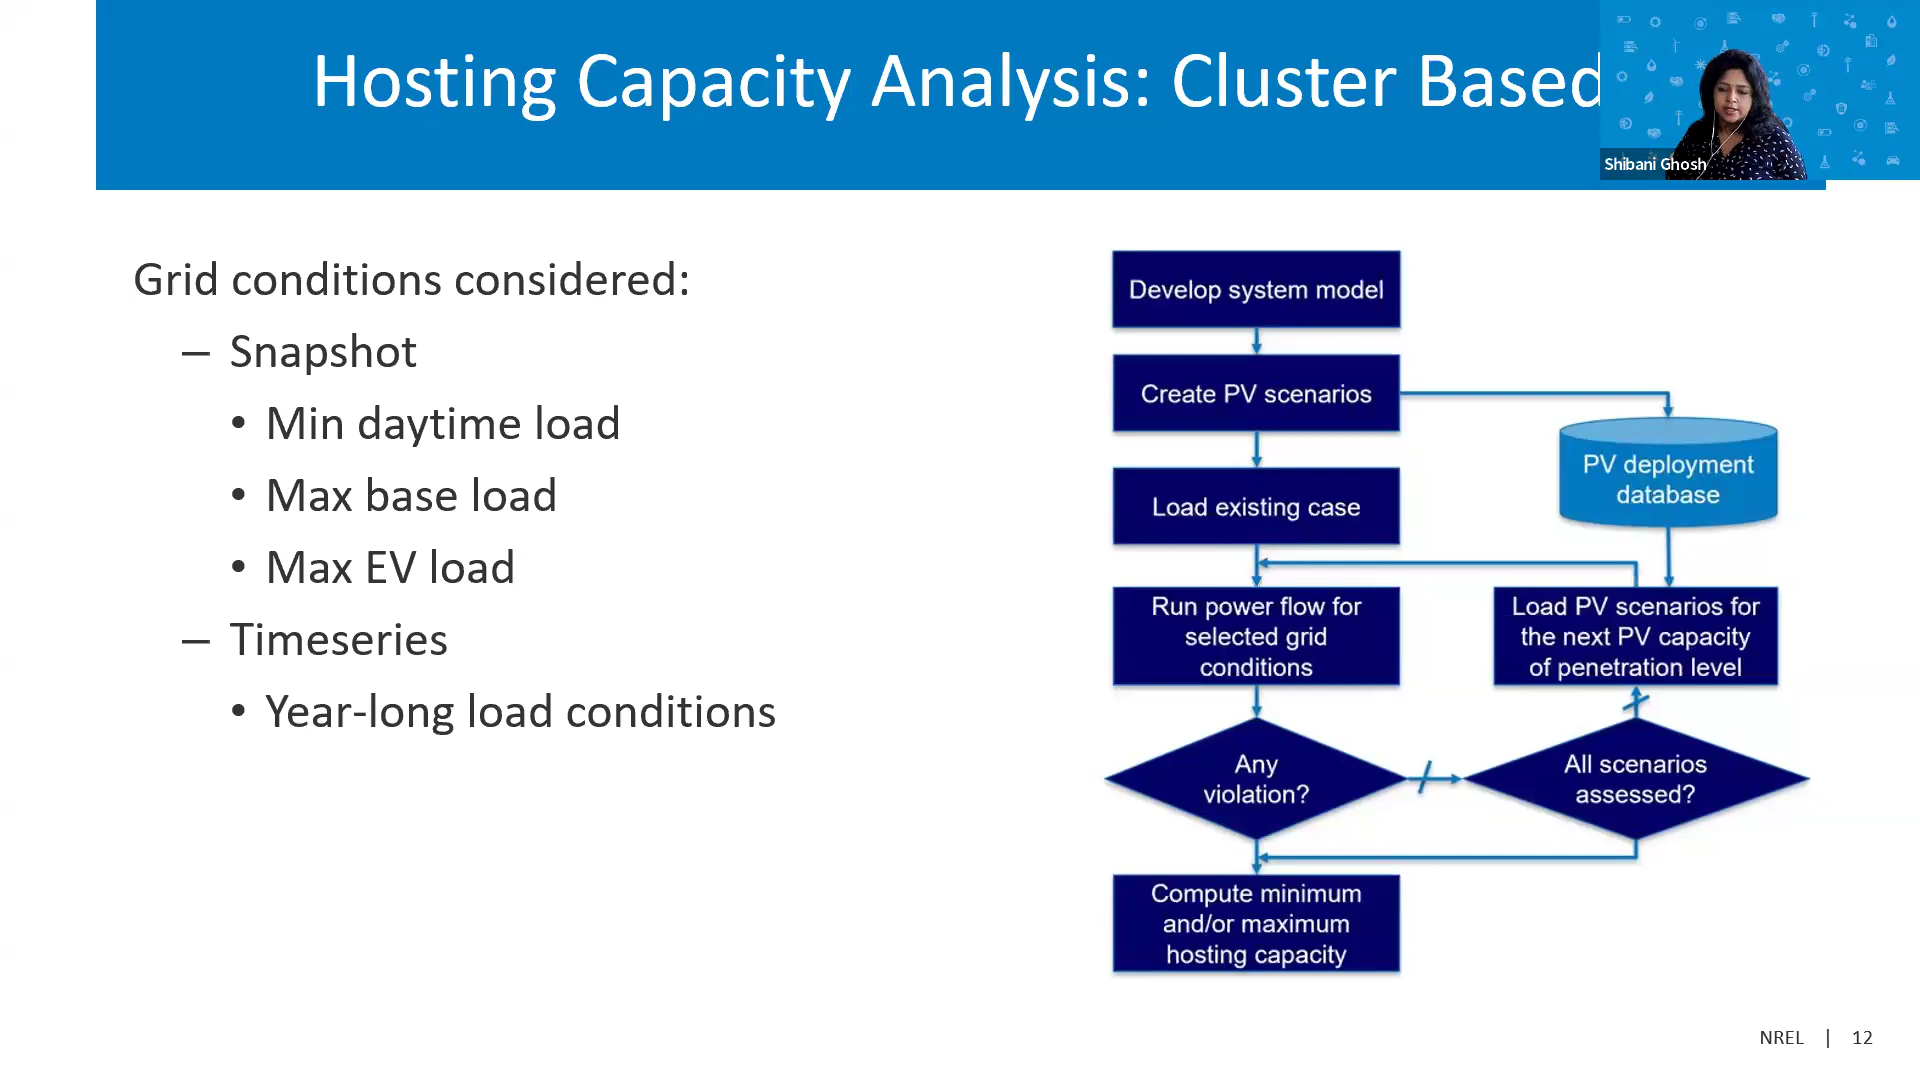 Hosting Capacity Analysis: Cluster Based
Shibani Ghosh
Grid conditions considered:
– Snapshot
• Min daytime load
• Max base load
• Max EV load
– Timeseries
• Year-long load conditions
Develop system model
Create PV scenarios
PV deployment
database
Load existing case
Run power flow for
selected grid
conditions
Load PV scenarios for
the next PV capacity
of penetration level
Any
violation?
All scenarios
assessed?
Compute minimum
and/or maximum
hosting capacity
NREL | 12